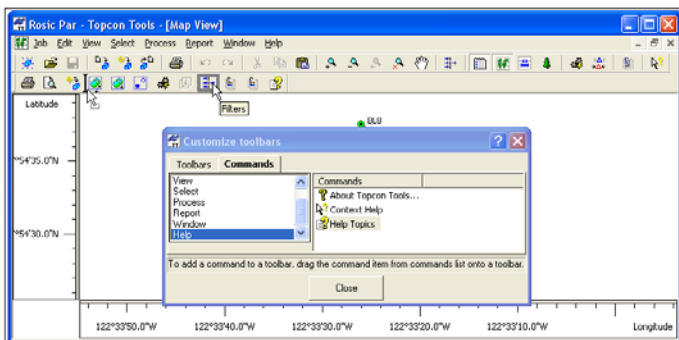 Rosic Par - Topcon Tools - [Map View]
Job Edit View Select Process Report Window Help
Filters
Latitude
BLU
Customize toolbars
Toolbars Commands
°54'35.0"N
View
Select
Process
Report
Window
Help
Commands
About Topcon Tools...
Context Help
Help Topics
°54'30.0"N
To add a command to a toolbar, drag the command item from commands list onto a toolbar.
Close
122°33'50.0"W 122°33'40.0"W 122°33'30.0"W 122°33'20.0"W 122°33'10.0"W Longitude